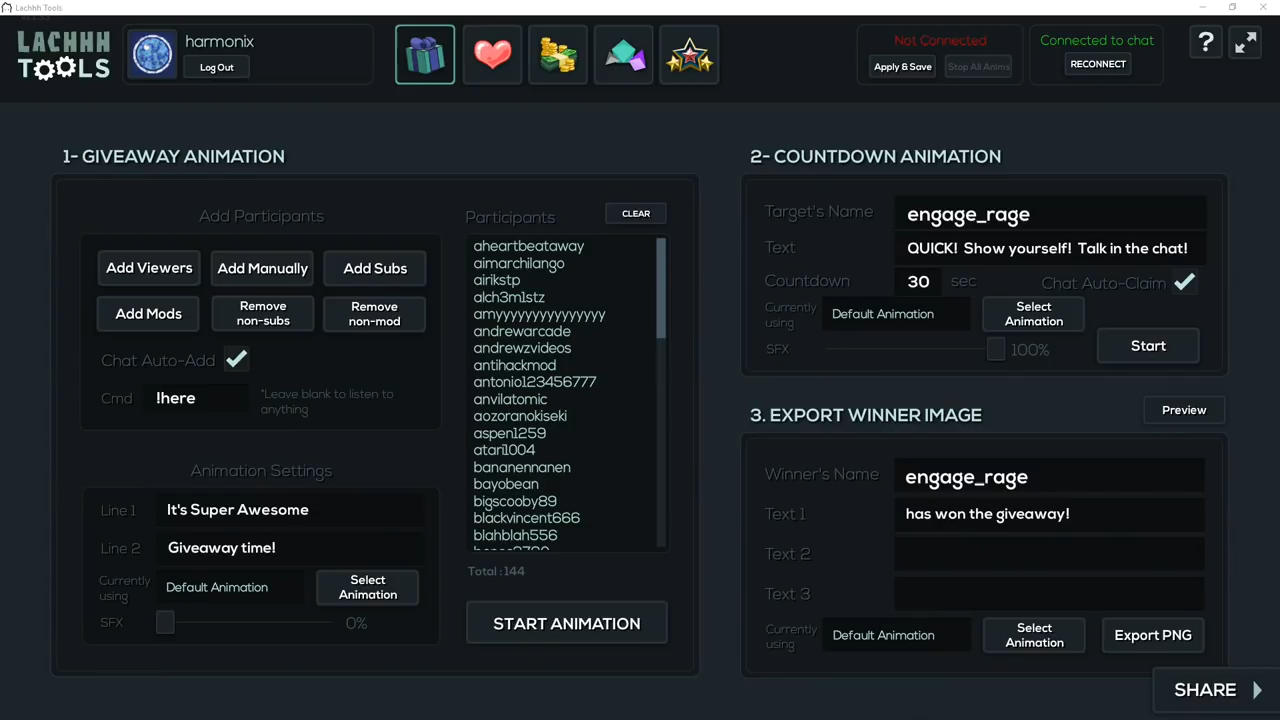 Lachhh Tools
LACHHH
TOOLS
harmonix
Log Out
Not Connected
Apply & Save
Stop All Anims
Connected to chat
RECONNECT
?
1- GIVEAWAY ANIMATION
Add Participants
Add Viewers
Add Manually
Add Subs
Add Mods
Remove
non-subs
Remove
non-mod
Chat Auto-Add
Cmd
!here
*Leave blank to listen to
anything
Animation Settings
Line 1
It's Super Awesome
Line 2
Giveaway time!
Currently
using
Default Animation
Select
Animation
SFX
0%
Participants
CLEAR
aheartbeataway
aimarchilango
airikstp
alch3m1stz
amyyyyyyyyyyyyyyy
andrewarcade
andrewzvideos
antihackmod
antonio123456777
anvilatomic
aozoranokiseki
aspen1259
atari1004
bananennanen
bayobean
bigscooby89
blackvincent666
blahblah556
Total : 144
START ANIMATION
2- COUNTDOWN ANIMATION
Target's Name
engage_rage
Text
QUICK! Show yourself! Talk in the chat!
Countdown
30
sec
Chat Auto-Claim
Currently
using
Default Animation
Select
Animation
SFX
100%
Start
3. EXPORT WINNER IMAGE
Preview
Winner's Name
engage_rage
Text 1
has won the giveaway!
Text 2
Text 3
Currently
using
Default Animation
Select
Animation
Export PNG
SHARE